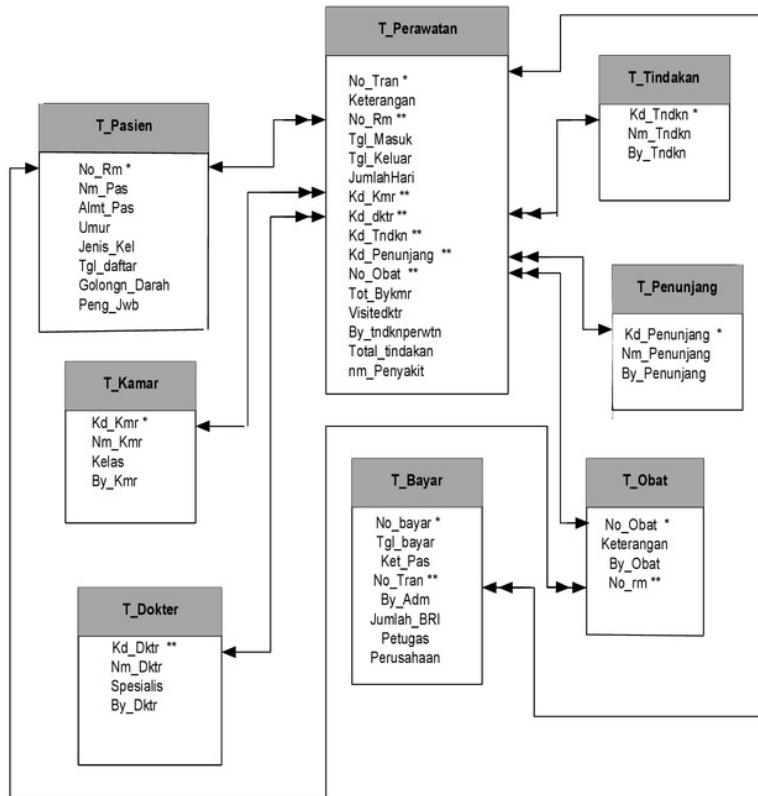 T_Perawatan
No_Tran *
Keterangan
No_Rm **
Tgl_Masuk
Tgl_Keluar
JumlahHari
Kd_Kmr **
Kd_dktr **
Kd_Tndkn **
Kd_Penunjang **
No_Obat **
Tot_Bykmr
Visitedktr
By_tndknperwtn
Total_tindakan
nm_Penyakit
T_Tindakan
Kd_Tndkn *
Nm_Tndkn
By_Tndkn
T_Pasien
No_Rm *
Nm_Pas
Almt_Pas
Umur
Jenis_Kel
Tgl_daftar
Golongn_Darah
Peng_Jwb
T_Penunjang
Kd_Penunjang *
Nm_Penunjang
By_Penunjang
T_Kamar
Kd_Kmr *
Nm_Kmr
Kelas
By_Kmr
T_Bayar
No_bayar *
Tgl_bayar
Ket_Pas
No_Tran **
By_Adm
Jumlah_BRI
Petugas
Perusahaan
T_Obat
No_Obat *
Keterangan
By_Obat
No_rm **
T_Dokter
Kd_Dktr **
Nm_Dktr
Spesialis
By_Dktr